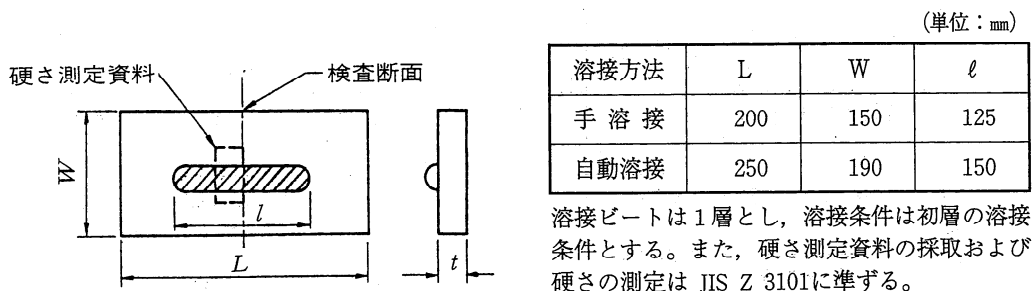 (単位：㎜)
硬さ測定資料
検査断面
W
l
L
t
溶接方法 L W ℓ
手 溶 接 200 150 125
自動溶接 250 190 150
溶接ビートは１層とし，溶接条件は初層の溶接
条件とする。また，硬さ測定資料の採取および
硬さの測定は JIS Z 3101に準ずる。